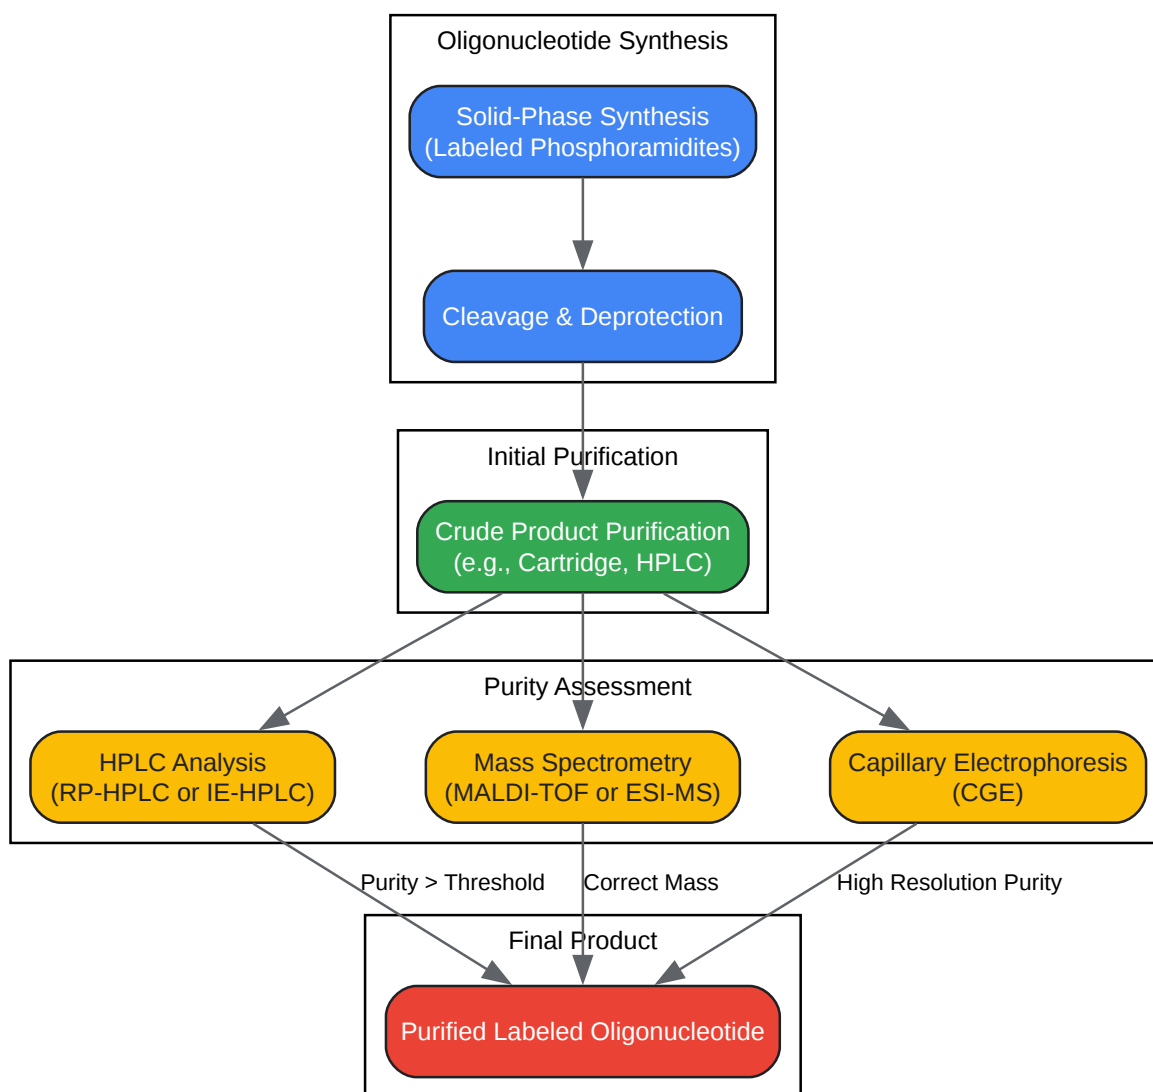 Oligonucleotide Synthesis
Solid-Phase Synthesis
(Labeled Phosphoramidites)
Cleavage & Deprotection
Initial Purification
Crude Product Purification
(e.g., Cartridge, HPLC)
Purity Assessment
HPLC Analysis
(RP-HPLC or IE-HPLC)
Mass Spectrometry
(MALDI-TOF or ESI-MS)
Capillary Electrophoresis
(CGE)
Purity > Threshold
Correct Mass
High Resolution Purity
Final Product
Purified Labeled Oligonucleotide